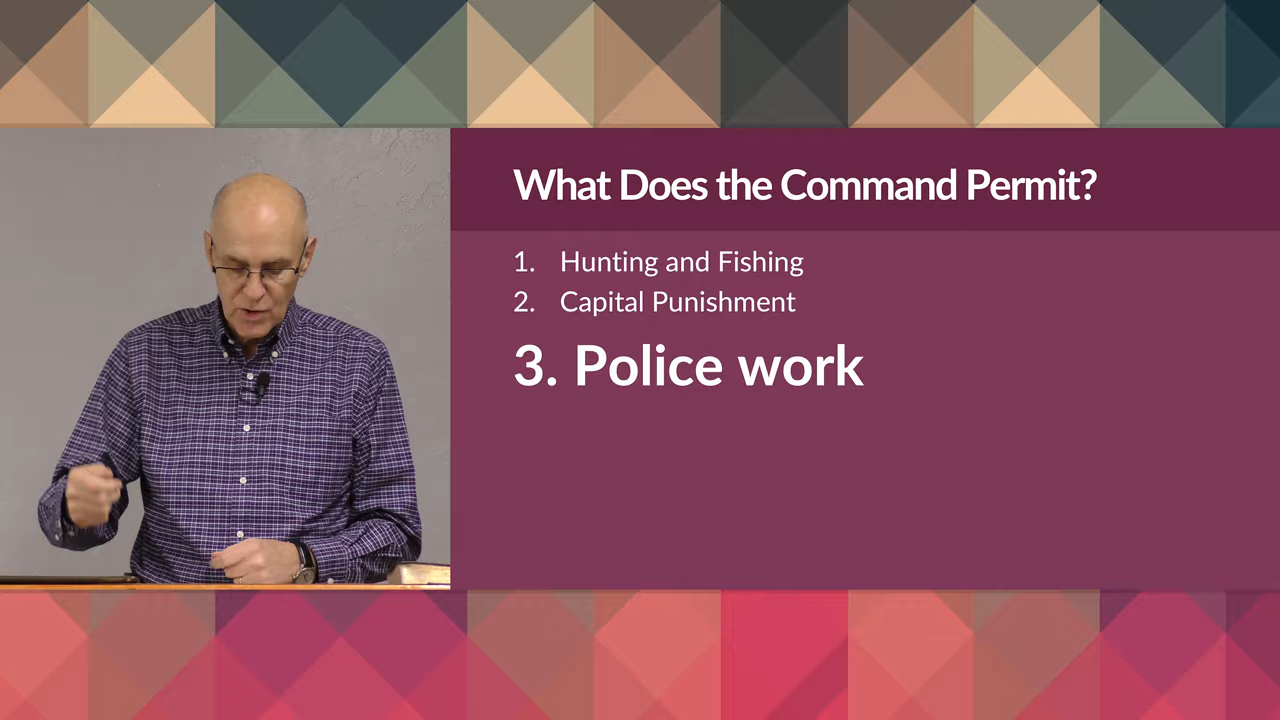 What Does the Command Permit?
1. Hunting and Fishing
2. Capital Punishment
3. Police work